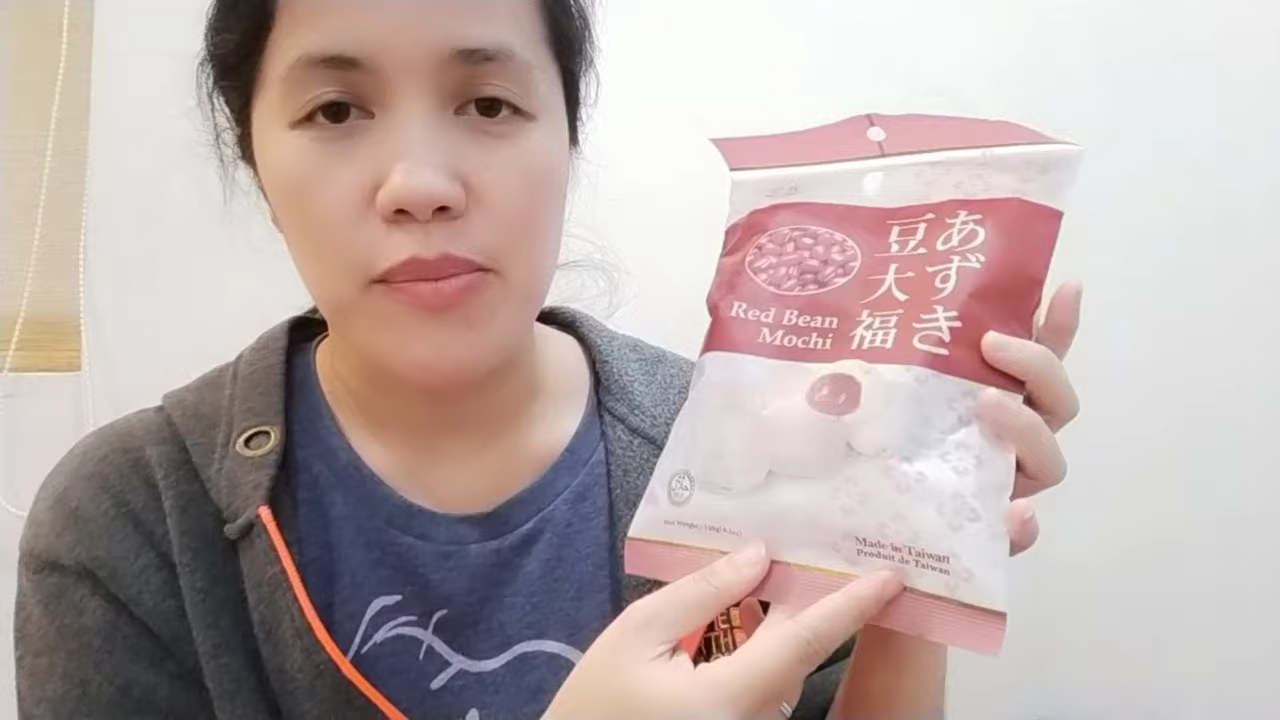 あずき
豆大福
Red Bean
Mochi
Made in Taiwan
Produit de Taiwan